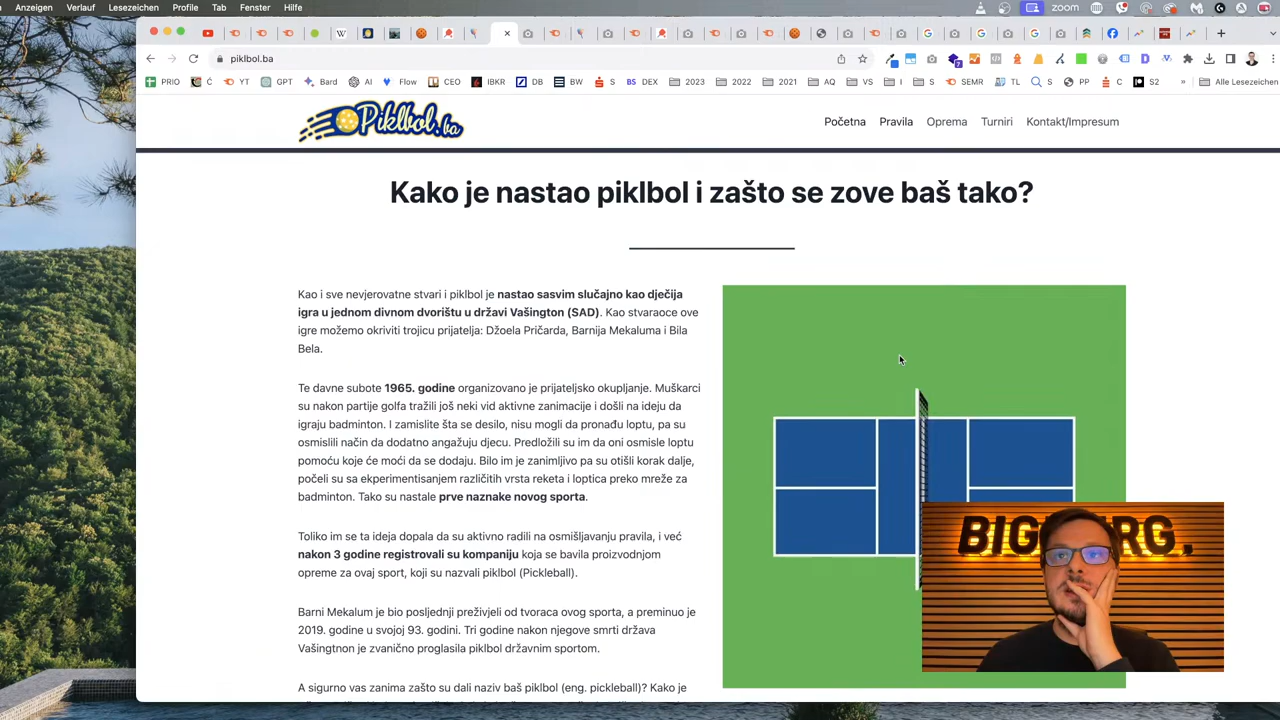 Anzeigen Verlauf Lesezeichen Profile Tab Fenster Hilfe
zoom
piklbol.ba
PRIO Ć YT GPT Bard AI Flow CEO IBKR DB BW S DEX 2023 2022 2021 AQ VS I S SEMR TL S PP C S2 » Alle Lesezeichen
Piklbol.ba
Početna Pravila Oprema Turniri Kontakt/Impresum
Kako je nastao piklbol i zašto se zove baš tako?
Kao i sve nevjerovatne stvari i piklbol je nastao sasvim slučajno kao dječija
igra u jednom divnom dvorištu u državi Vašington (SAD). Kao stvaraoce ove
igre možemo okriviti trojicu prijatelja: Džoela Pričarda, Barnija Mekaluma i Bila
Bela.
Te davne subote 1965. godine organizovano je prijateljsko okupljanje. Muškarci
su nakon partije golfa tražili još neki vid aktivne zanimacije i došli na ideju da
igraju badminton. I zamislite šta se desilo, nisu mogli da pronađu loptu, pa su
osmislili način da dodatno angažuju djecu. Predložili su im da oni osmisle loptu
pomoću koje će moći da se dodaju. Bilo im je zanimljivo pa su otišli korak dalje,
počeli su sa ekperimentisanjem različitih vrsta reketa i loptica preko mreže za
badminton. Tako su nastale prve naznake novog sporta.
Toliko im se ta ideja dopala da su aktivno radili na osmišljavanju pravila, i već
nakon 3 godine registrovali su kompaniju koja se bavila proizvodnjom
opreme za ovaj sport, koji su nazvali piklbol (Pickleball).
Barni Mekalum je bio posljednji preživjeli od tvoraca ovog sporta, a preminuo je
2019. godine u svojoj 93. godini. Tri godine nakon njegove smrti država
Vašingtnon je zvanično proglasila piklbol državnim sportom.
A sigurno vas zanima zašto su dali naziv baš piklbol (eng. pickleball)? Kako je